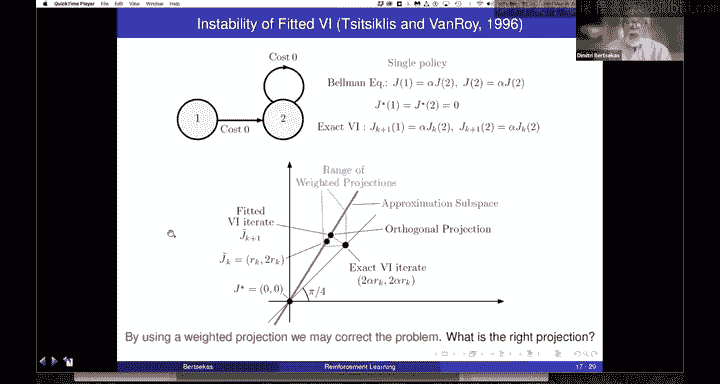 QuickTime Player File Edit View Window Help
Instability of Fitted VI (Tsitsiklis and VanRoy, 1996)
Dimitri Bertsekas
Cost 0
1
Cost 0
2
Single policy
Bellman Eq.: J(1) = αJ(2), J(2) = αJ(2)
J*(1) = J*(2) = 0
Exact VI : J_{k+1}(1) = αJ_k(2), J_{k+1}(2) = αJ_k(2)
Range of
Weighted Projections
Approximation Subspace
Fitted
VI iterate
J̃_{k+1}
Orthogonal Projection
J̃_k = (r_k, 2r_k)
Exact VI iterate
(2αr_k, 2αr_k)
J* = (0, 0)
π/4
By using a weighted projection we may correct the problem. What is the right projection?
Bertsekas
Reinforcement Learning
17 - 29